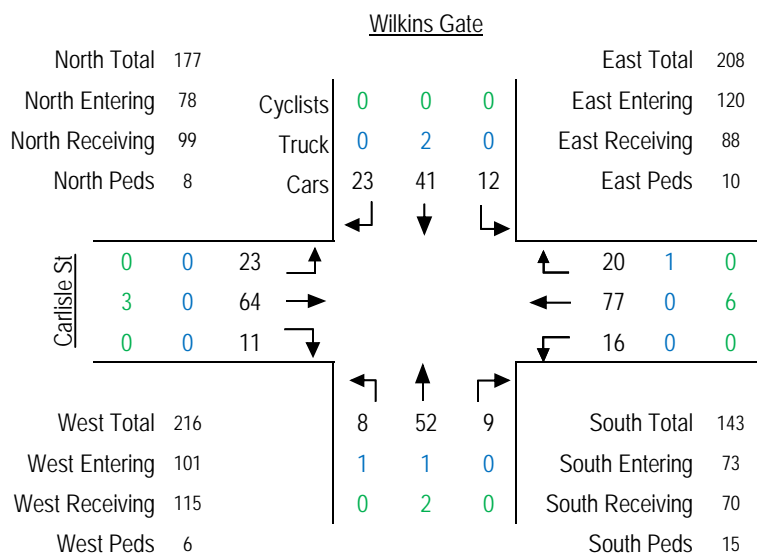 Wilkins Gate
North Total 177
North Entering 78
North Receiving 99
North Peds 8
East Total 208
East Entering 120
East Receiving 88
East Peds 10
Cyclists 0 0 0
Truck 0 2 0
Cars 23 41 12
Carlisle St
0 0 23
3 0 64
0 0 11
20 1 0
77 0 6
16 0 0
8 52 9
1 1 0
0 2 0
West Total 216
West Entering 101
West Receiving 115
West Peds 6
South Total 143
South Entering 73
South Receiving 70
South Peds 15